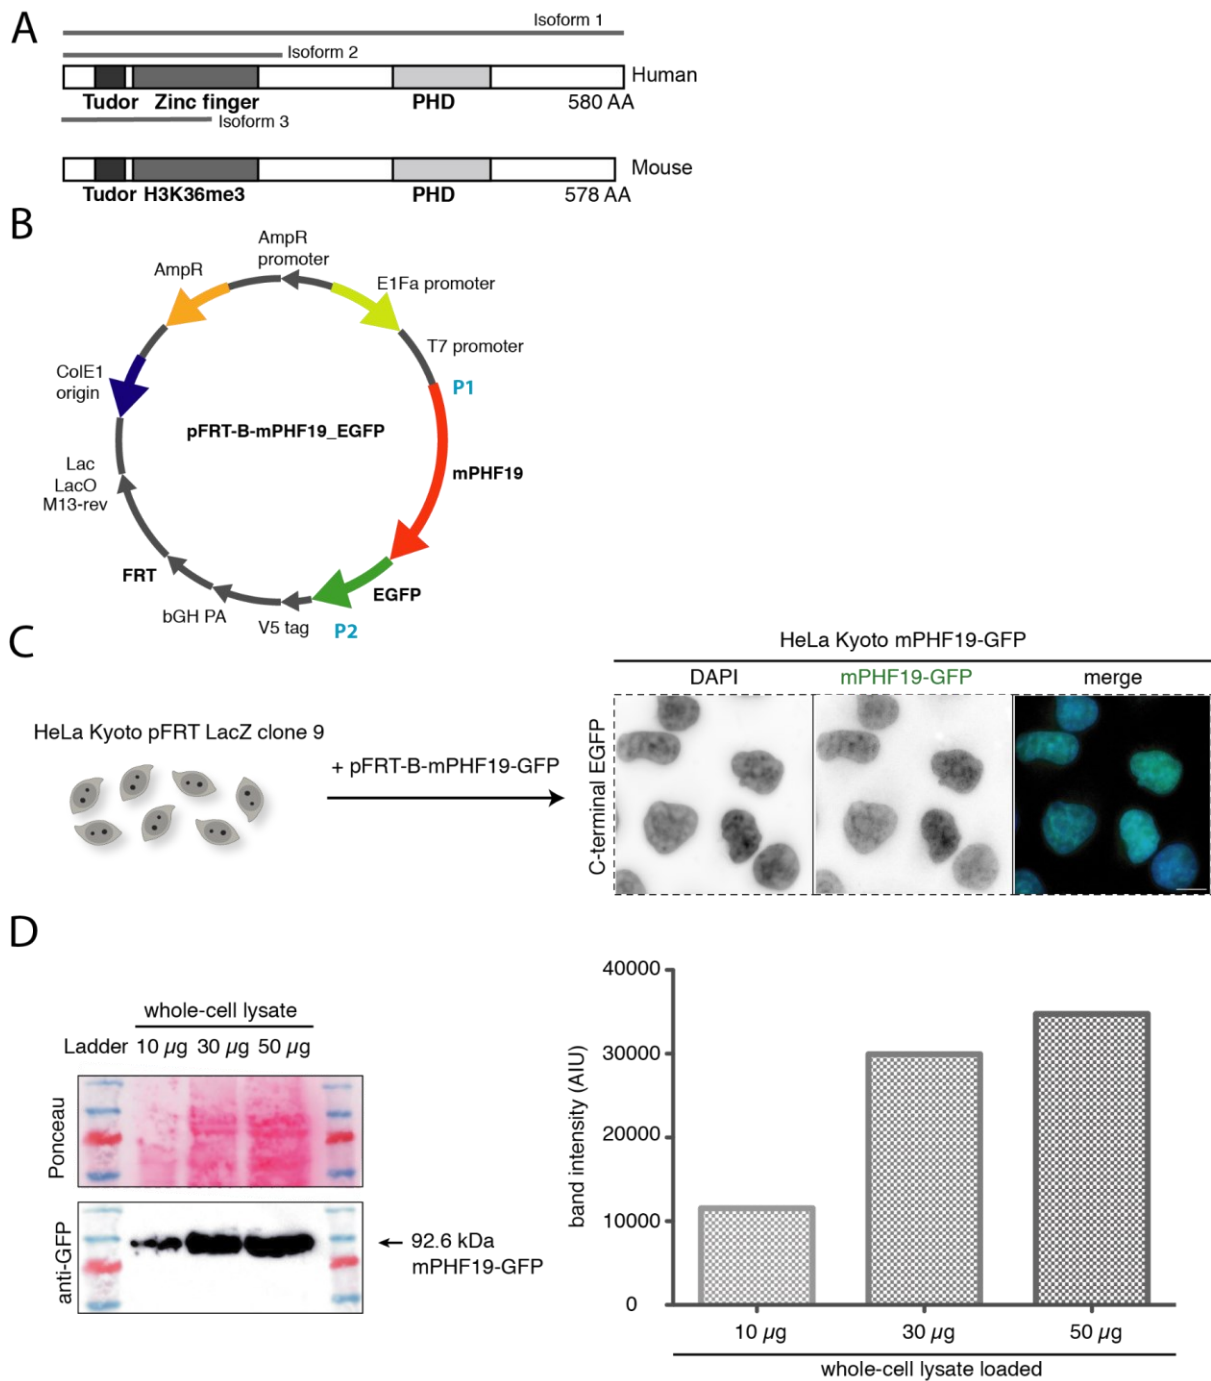 A
Isoform 1
Isoform 2
Human
Tudor Zinc finger PHD 580 AA
Isoform 3
Mouse
Tudor H3K36me3 PHD 578 AA
B
AmpR
promoter
AmpR
E1Fa promoter
T7 promoter
P1
ColE1
origin
pFRT-B-mPHF19_EGFP
mPHF19
Lac
LacO
M13-rev
FRT
EGFP
bGH PA
V5 tag
P2
C
HeLa Kyoto mPHF19-GFP
DAPI mPHF19-GFP merge
HeLa Kyoto pFRT LacZ clone 9
+ pFRT-B-mPHF19-GFP
C-terminal EGFP
D
whole-cell lysate
Ladder 10 µg 30 µg 50 µg
Ponceau
anti-GFP
92.6 kDa
mPHF19-GFP
band intensity (AIU)
40000
30000
20000
10000
0
10 µg 30 µg 50 µg
whole-cell lysate loaded